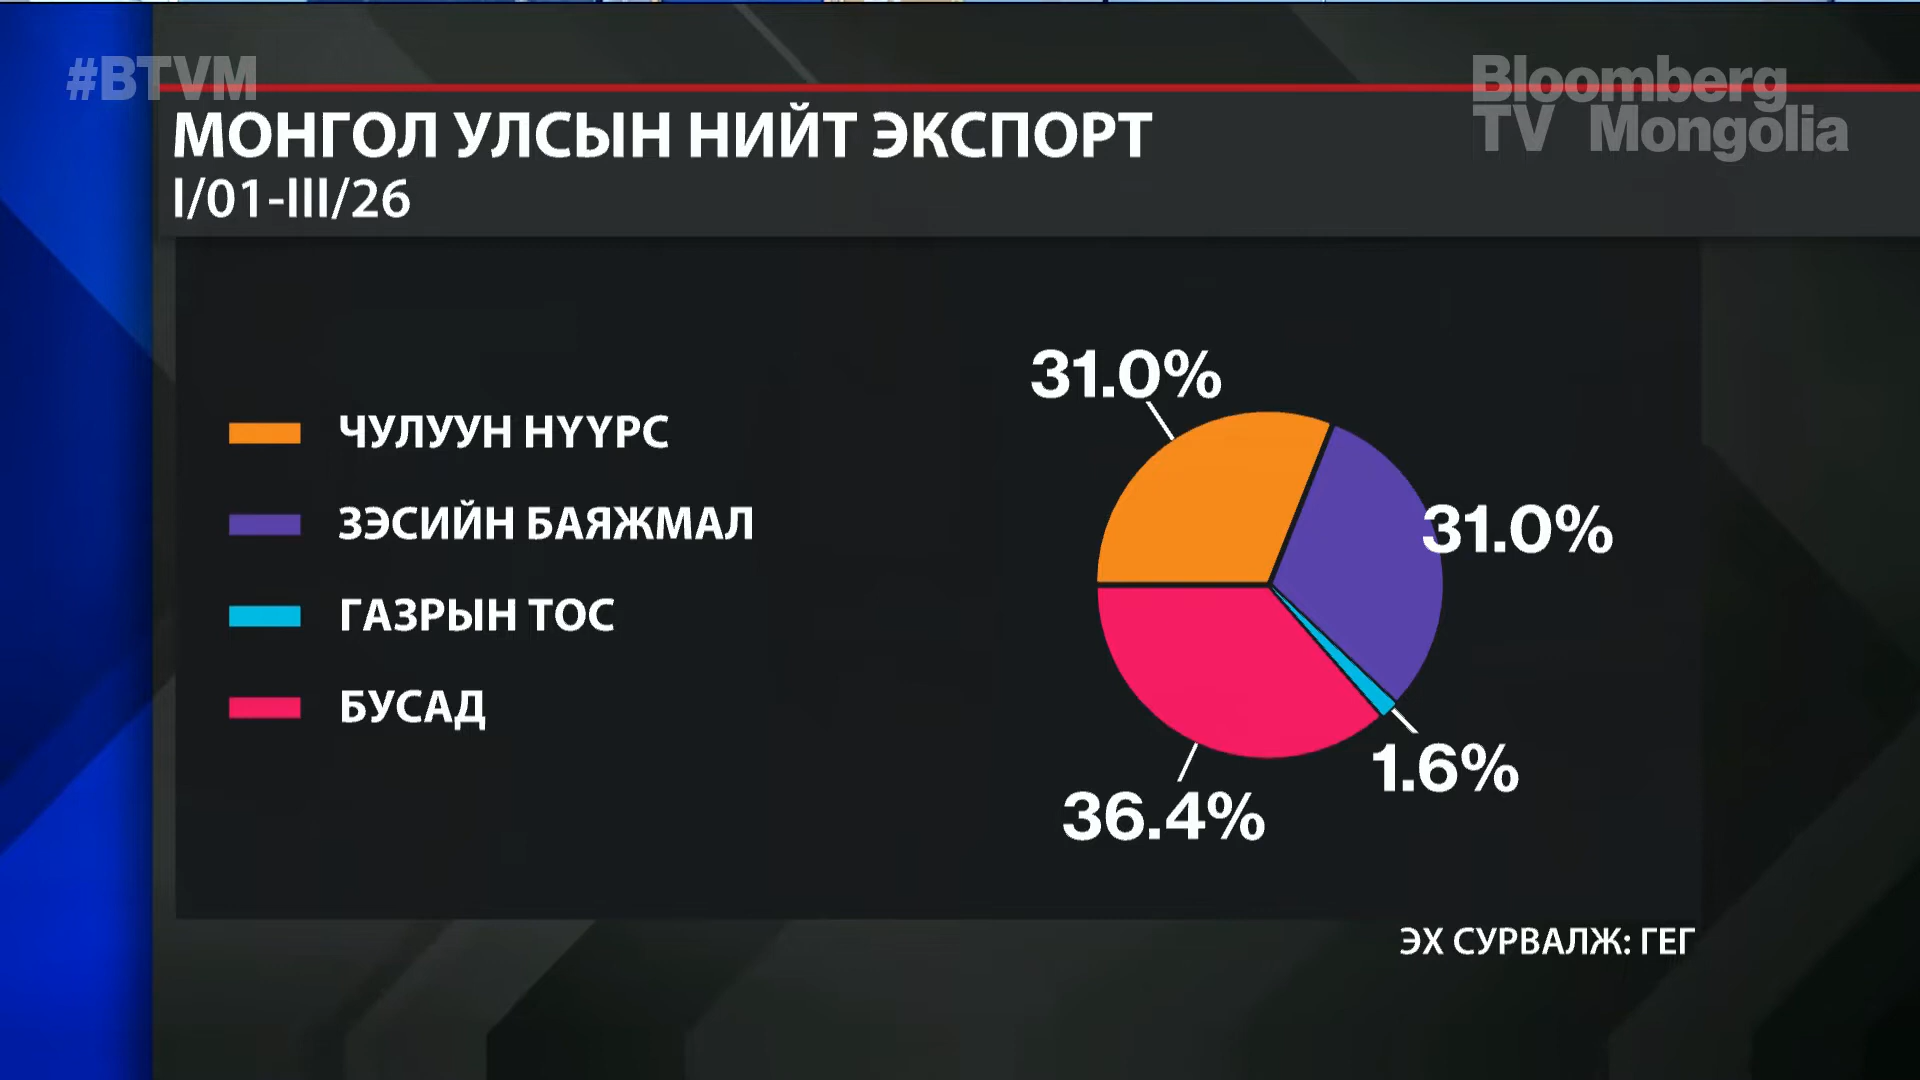 #BTVM
Bloomberg
TV Mongolia
МОНГОЛ УЛСЫН НИЙТ ЭКСПОРТ
I/01-III/26
ЧУЛУУН НҮҮРС
ЗЭСИЙН БАЯЖМАЛ
ГАЗРЫН ТОС
БУСАД
31.0%
31.0%
1.6%
36.4%
ЭХ СУРВАЛЖ: ГЕГ